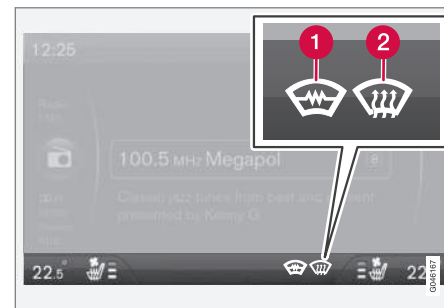 1 2
12:25
100.5 MHz Megapol
8
Classic jazz tunes from past and present
presented by Kenny G
22.5° 22
G046167